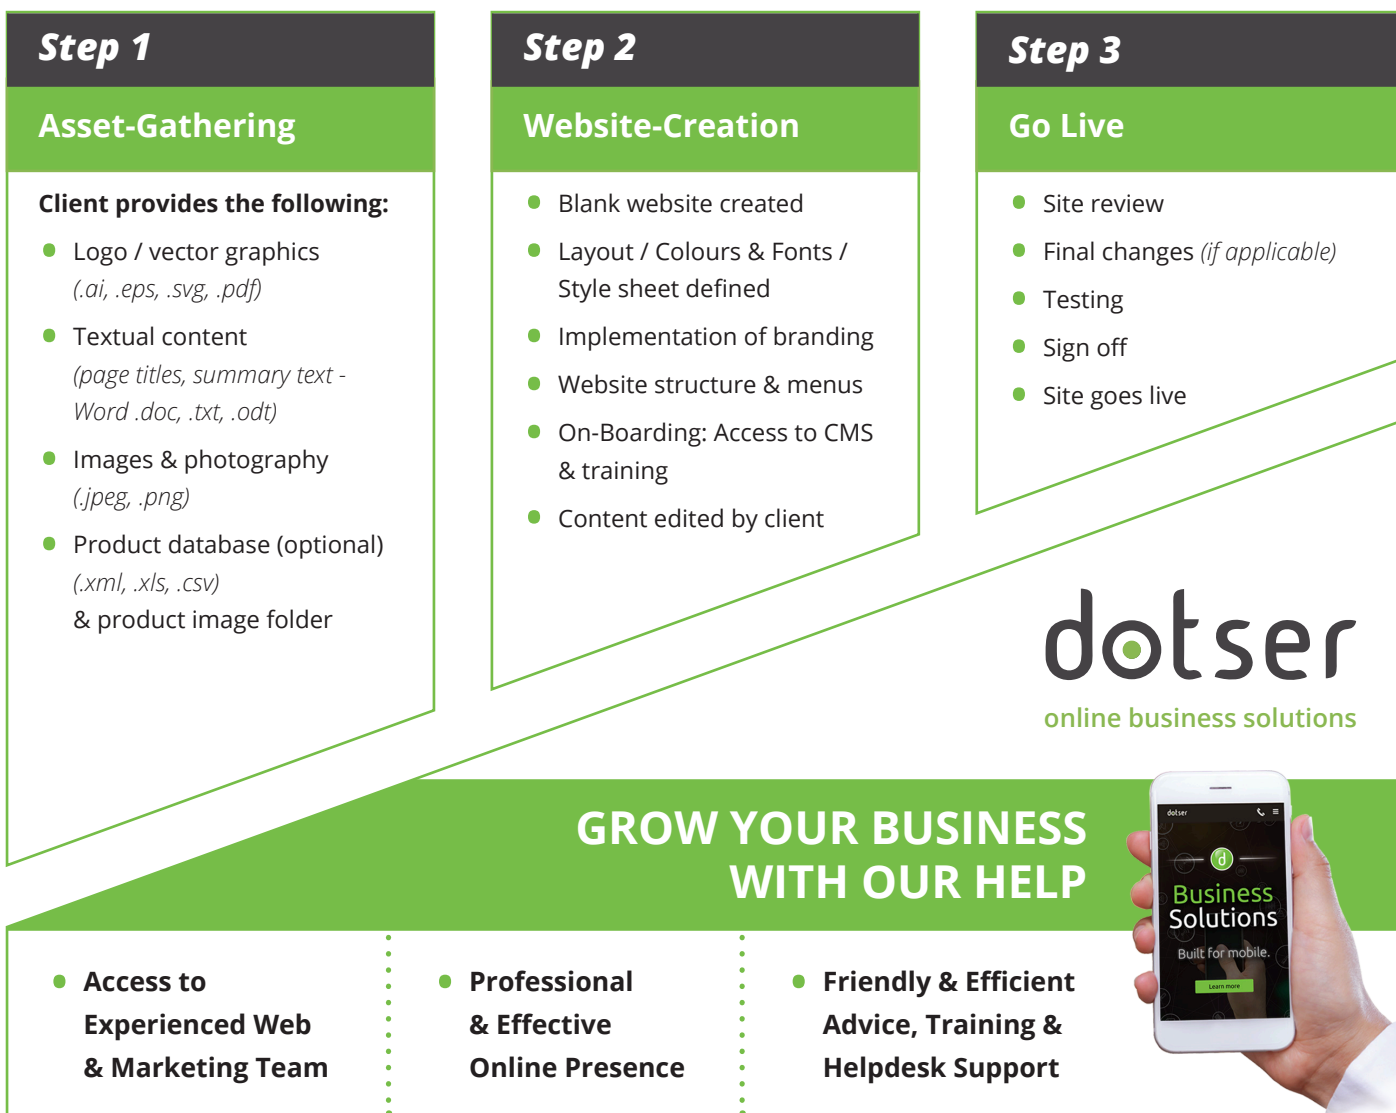 Step 1
Asset-Gathering
Client provides the following:
Logo / vector graphics
(.ai, .eps, .svg, .pdf)
Textual content
(page titles, summary text -
Word .doc, .txt, .odt)
Images & photography
(.jpeg, .png)
Product database (optional)
(.xml, .xls, .csv)
& product image folder
Step 2
Website-Creation
Blank website created
Layout / Colours & Fonts /
Style sheet defined
Implementation of branding
Website structure & menus
On-Boarding: Access to CMS
& training
Content edited by client
Step 3
Go Live
Site review
Final changes (if applicable)
Testing
Sign off
Site goes live
dotser
online business solutions
GROW YOUR BUSINESS
WITH OUR HELP
dotser
d
Business
Solutions
Built for mobile.
Learn more
Access to
Experienced Web
& Marketing Team
Professional
& Effective
Online Presence
Friendly & Efficient
Advice, Training &
Helpdesk Support